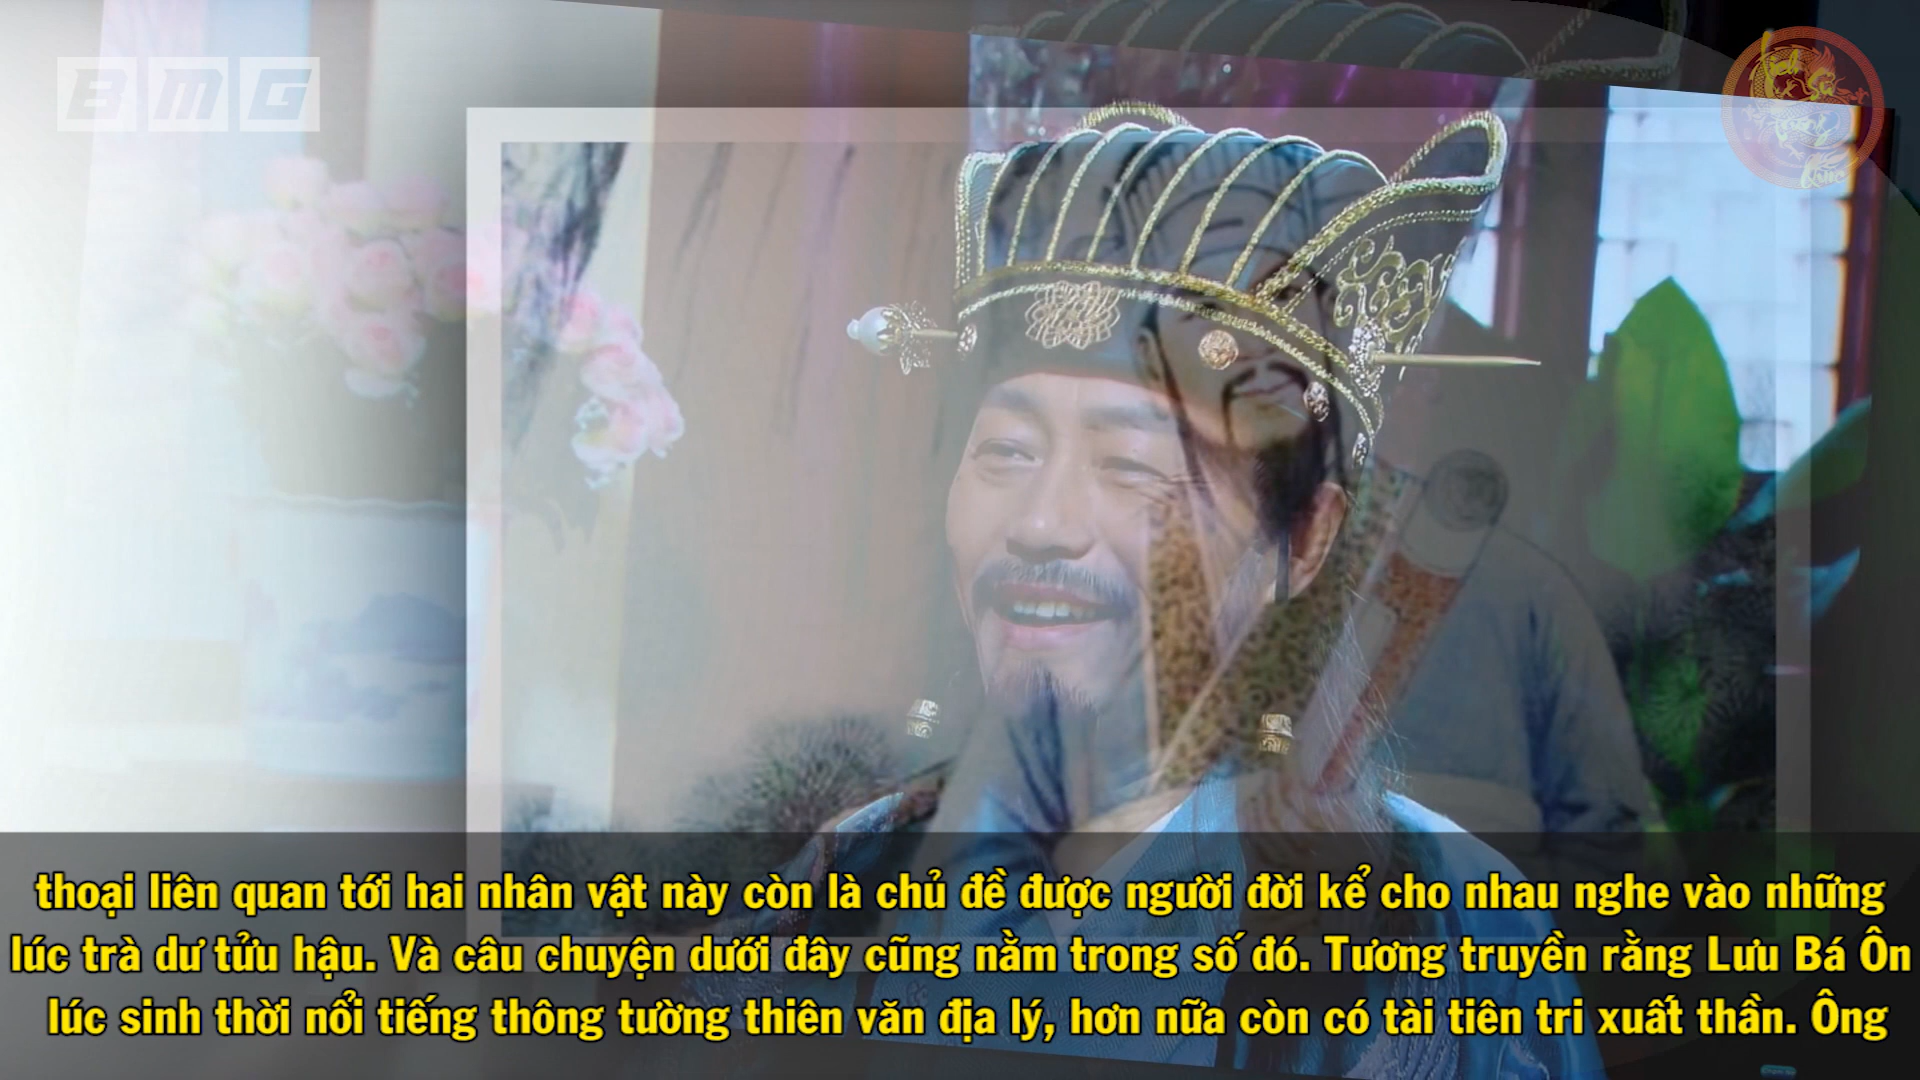 BMG
thoại liên quan tới hai nhân vật này còn là chủ đề được người đời kể cho nhau nghe vào những
lúc trà dư tửu hậu. Và câu chuyện dưới đây cũng nằm trong số đó. Tương truyền rằng Lưu Bá Ôn
lúc sinh thời nổi tiếng thông tường thiên văn địa lý, hơn nữa còn có tài tiên tri xuất thần. Ông